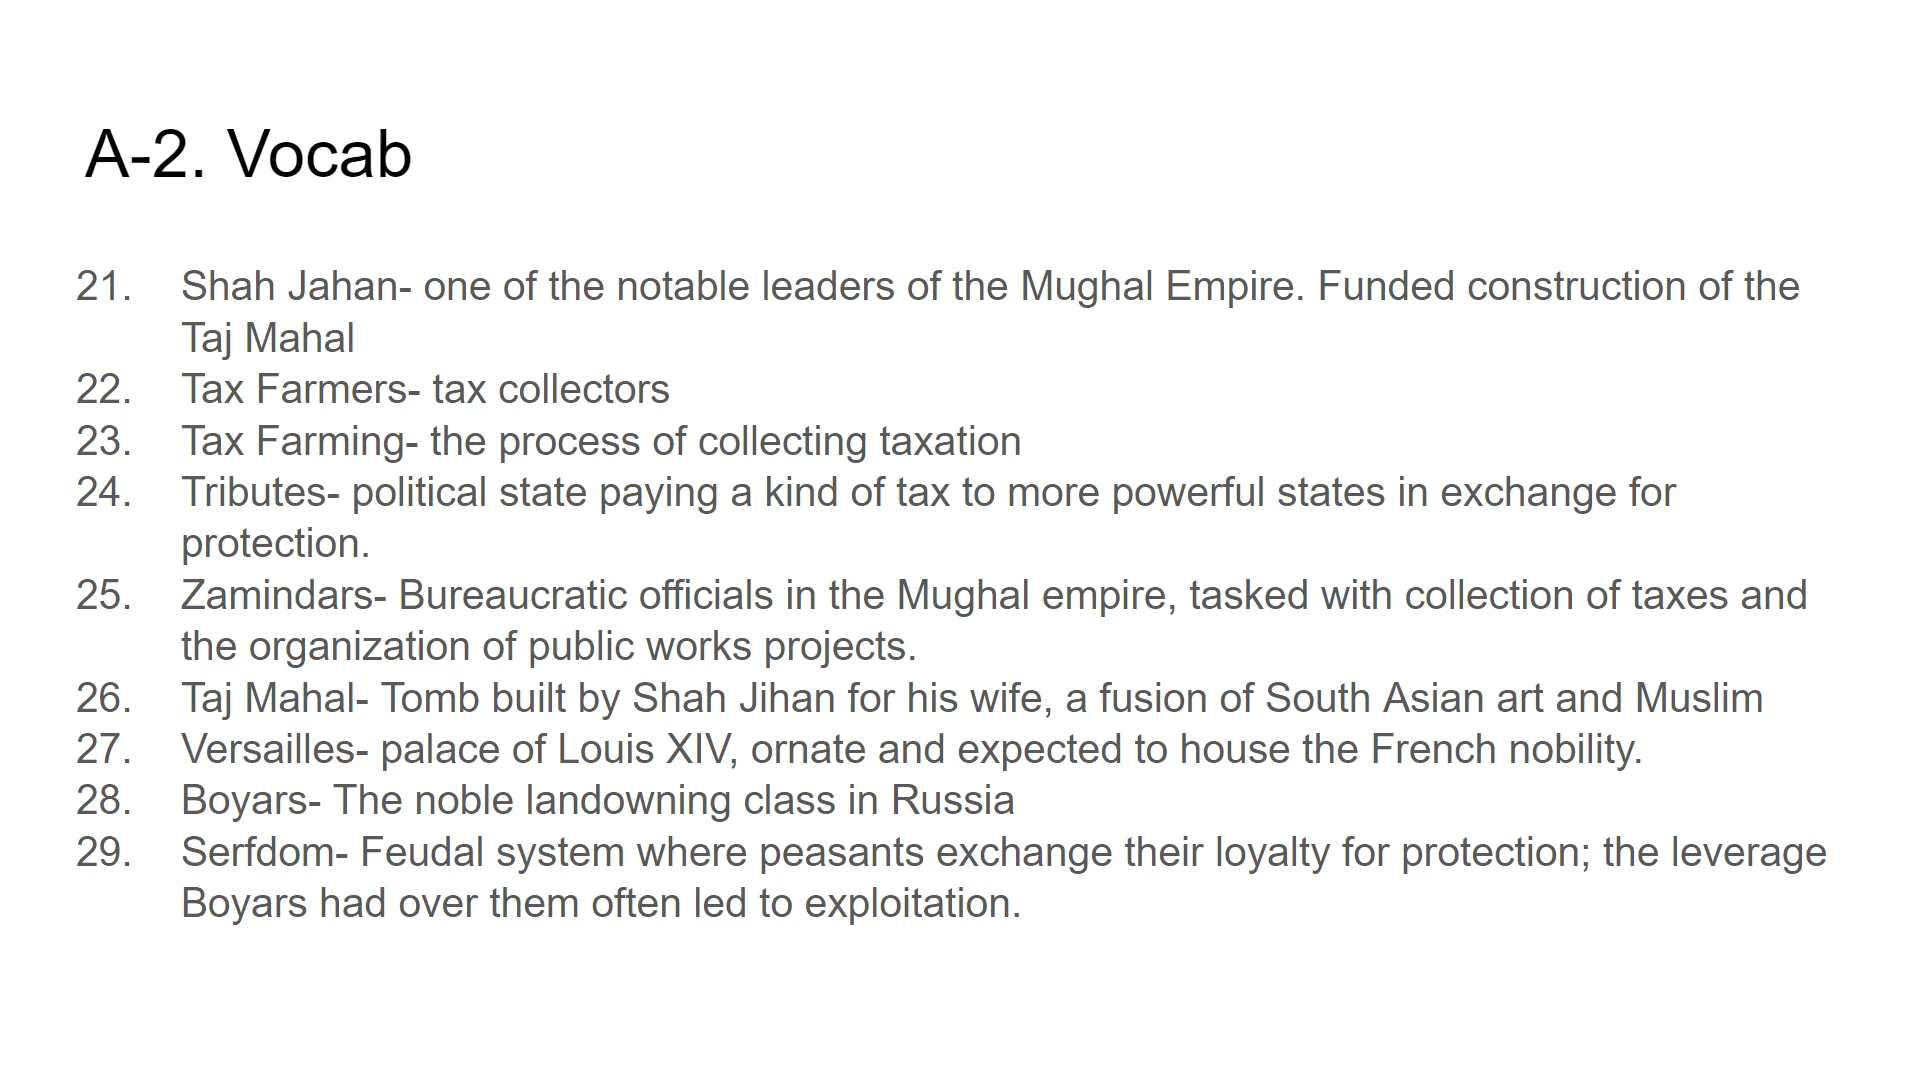 A-2. Vocab
21. Shah Jahan- one of the notable leaders of the Mughal Empire. Funded construction of the
Taj Mahal
22. Tax Farmers- tax collectors
23. Tax Farming- the process of collecting taxation
24. Tributes- political state paying a kind of tax to more powerful states in exchange for
protection.
25. Zamindars- Bureaucratic officials in the Mughal empire, tasked with collection of taxes and
the organization of public works projects.
26. Taj Mahal- Tomb built by Shah Jihan for his wife, a fusion of South Asian art and Muslim
27. Versailles- palace of Louis XIV, ornate and expected to house the French nobility.
28. Boyars- The noble landowning class in Russia
29. Serfdom- Feudal system where peasants exchange their loyalty for protection; the leverage
Boyars had over them often led to exploitation.